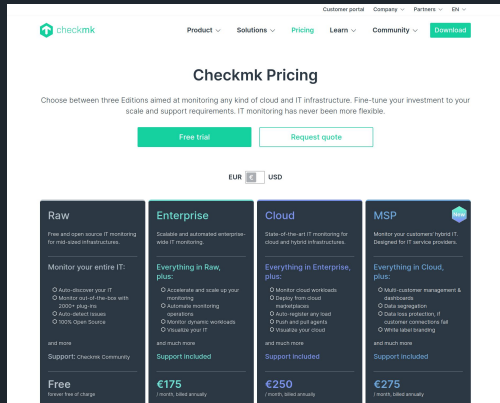 Customer portal Company Partners EN
checkmk Product Solutions Pricing Learn Community Download
Checkmk Pricing
Choose between three Editions aimed at monitoring any kind of cloud and IT infrastructure. Fine-tune your investment to your
scale and support requirements. IT monitoring has never been more flexible.
Free trial Request quote
EUR € USD
Raw
Free and open source IT monitoring
for mid-sized infrastructures.
Monitor your entire IT:
Auto-discover your IT
Monitor out-of-the-box with
2000+ plug-ins
Auto-detect issues
100% Open Source
and more
Support: Checkmk Community
Free
forever free of charge
Enterprise
Scalable and automated enterprise-
wide IT monitoring.
Everything in Raw,
plus:
Accelerate and scale up your
monitoring
Automate monitoring
operations
Monitor dynamic workloads
Visualize your IT
and much more
Support included
€175
/ month, billed annually
Cloud
State-of-the-art IT monitoring for
cloud and hybrid infrastructures.
Everything in Enterprise,
plus:
Monitor cloud workloads
Deploy from cloud
marketplaces
Auto-register any load
Push and pull agents
Visualize your cloud
and much more
Support included
€250
/ month, billed annually
MSP
New
Monitor your customers' hybrid IT.
Designed for IT service providers.
Everything in Cloud,
plus:
Multi-customer management &
dashboards
Data segregation
Data loss prevention, if
customer connections fall
White label branding
and much more
Support included
€275
/ month, billed annually